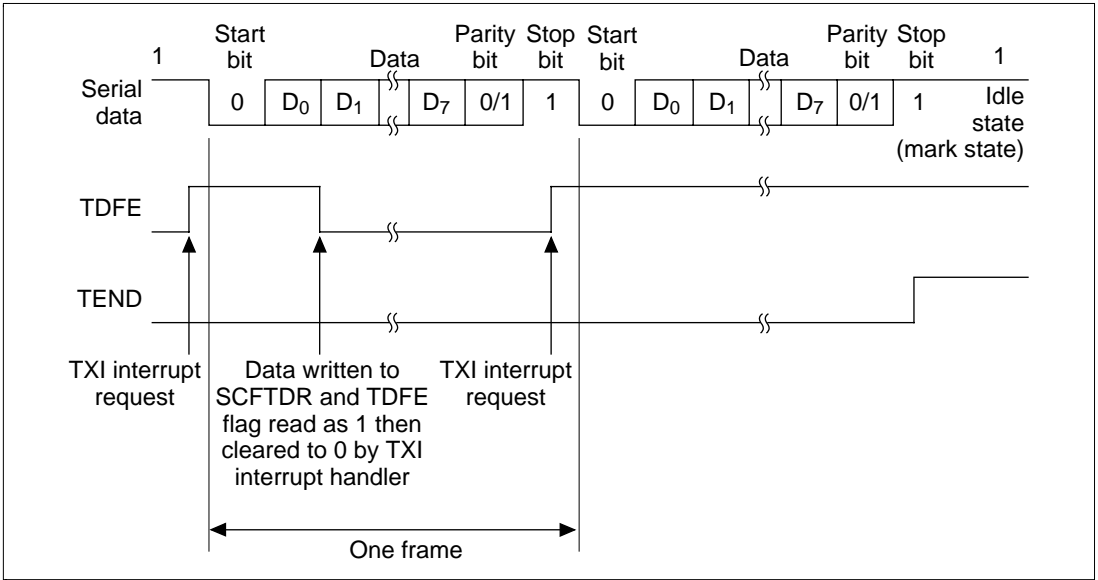 Start bit Data Parity bit Stop bit Start bit Data Parity bit Stop bit
1 1
Serial data 0 D0 D1 D7 0/1 1 0 D0 D1 D7 0/1 1 Idle state (mark state)
TDFE
TEND
TXI interrupt request
Data written to
SCFTDR and TDFE
flag read as 1 then
cleared to 0 by TXI
interrupt handler
TXI interrupt request
One frame